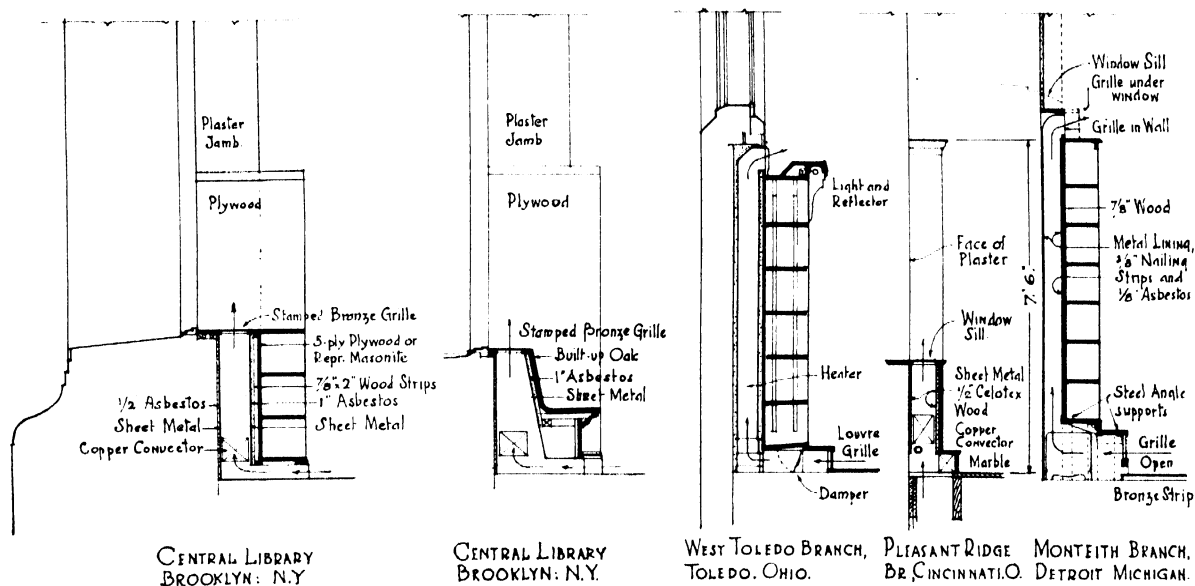 Plaster
Jamb.
Plywood
Stamped Bronze Grille
5-ply Plywood or
Repr. Masonite
7/8" x 2" Wood Strips
1" Asbestos
Sheet Metal
1/2 Asbestos
Sheet Metal
Copper Convector
CENTRAL LIBRARY
BROOKLYN: N.Y
Plaster
Jamb
Plywood
Stamped Bronze Grille
Built-up Oak
1" Asbestos
Sheet Metal
CENTRAL LIBRARY
BROOKLYN: N.Y.
Light and
Reflector
Heater
Louvre
Grille
Damper
WEST TOLEDO BRANCH,
TOLEDO. OHIO.
Face of
Plaster
Window
Sill
Sheet Metal
1/2" Celotex
Wood
Copper
Convector
Marble
7'6"
PLEASANT RIDGE
BR., CINCINNATI.O.
Window Sill
Grille under
window
Grille in Wall
7/8" Wood
Metal Lining,
3/8" Nailing
Strips and
1/8" Asbestos
Steel Angle
supports
Grille
Open
Bronze Strip
MONTEITH BRANCH,
DETROIT MICHIGAN.